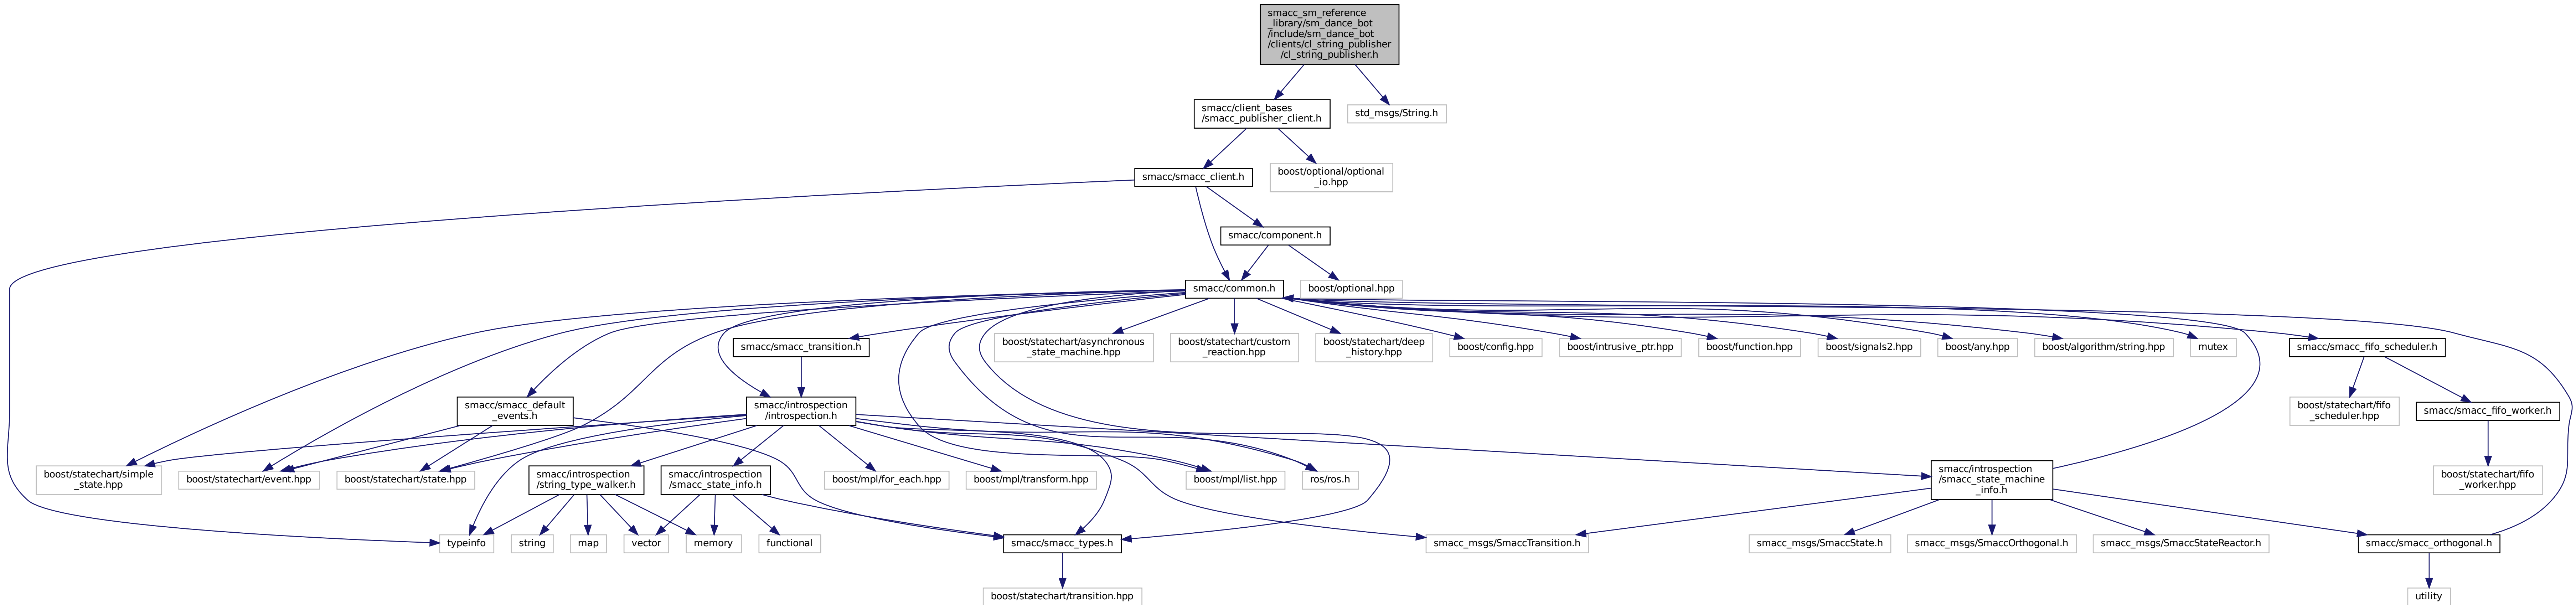 smacc_sm_reference
_library/sm_dance_bot
/include/sm_dance_bot
/clients/cl_string_publisher
/cl_string_publisher.h
smacc/client_bases
/smacc_publisher_client.h
std_msgs/String.h
smacc/smacc_client.h
boost/optional/optional
_io.hpp
smacc/component.h
smacc/common.h
boost/optional.hpp
smacc/smacc_transition.h
boost/statechart/asynchronous
_state_machine.hpp
boost/statechart/custom
_reaction.hpp
boost/statechart/deep
_history.hpp
boost/config.hpp
boost/intrusive_ptr.hpp
boost/function.hpp
boost/signals2.hpp
boost/any.hpp
boost/algorithm/string.hpp
mutex
smacc/smacc_fifo_scheduler.h
smacc/smacc_default
_events.h
smacc/introspection
/introspection.h
boost/statechart/fifo
_scheduler.hpp
smacc/smacc_fifo_worker.h
boost/statechart/simple
_state.hpp
boost/statechart/event.hpp
boost/statechart/state.hpp
smacc/introspection
/string_type_walker.h
smacc/introspection
/smacc_state_info.h
boost/mpl/for_each.hpp
boost/mpl/transform.hpp
boost/mpl/list.hpp
ros/ros.h
smacc/introspection
/smacc_state_machine
_info.h
boost/statechart/fifo
_worker.hpp
typeinfo
string
map
vector
memory
functional
smacc/smacc_types.h
smacc_msgs/SmaccTransition.h
smacc_msgs/SmaccState.h
smacc_msgs/SmaccOrthogonal.h
smacc_msgs/SmaccStateReactor.h
smacc/smacc_orthogonal.h
boost/statechart/transition.hpp
utility